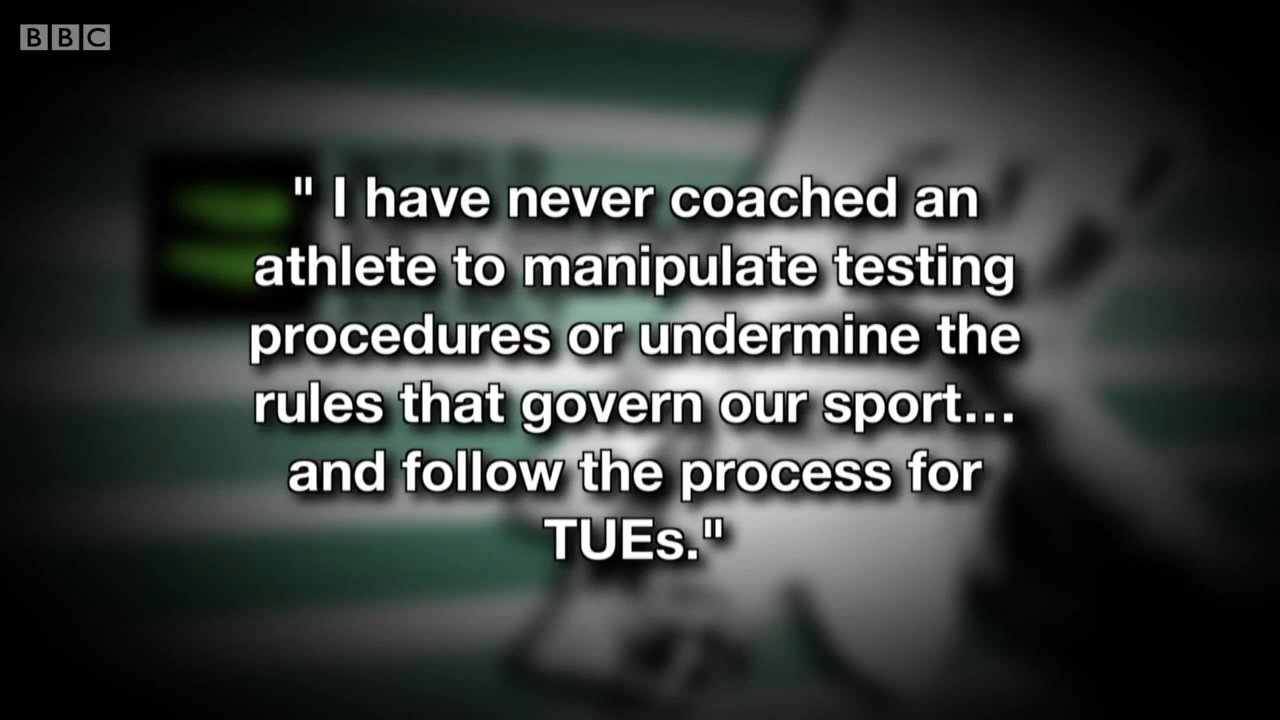 BBC
" I have never coached an
athlete to manipulate testing
procedures or undermine the
rules that govern our sport...
and follow the process for
TUEs."